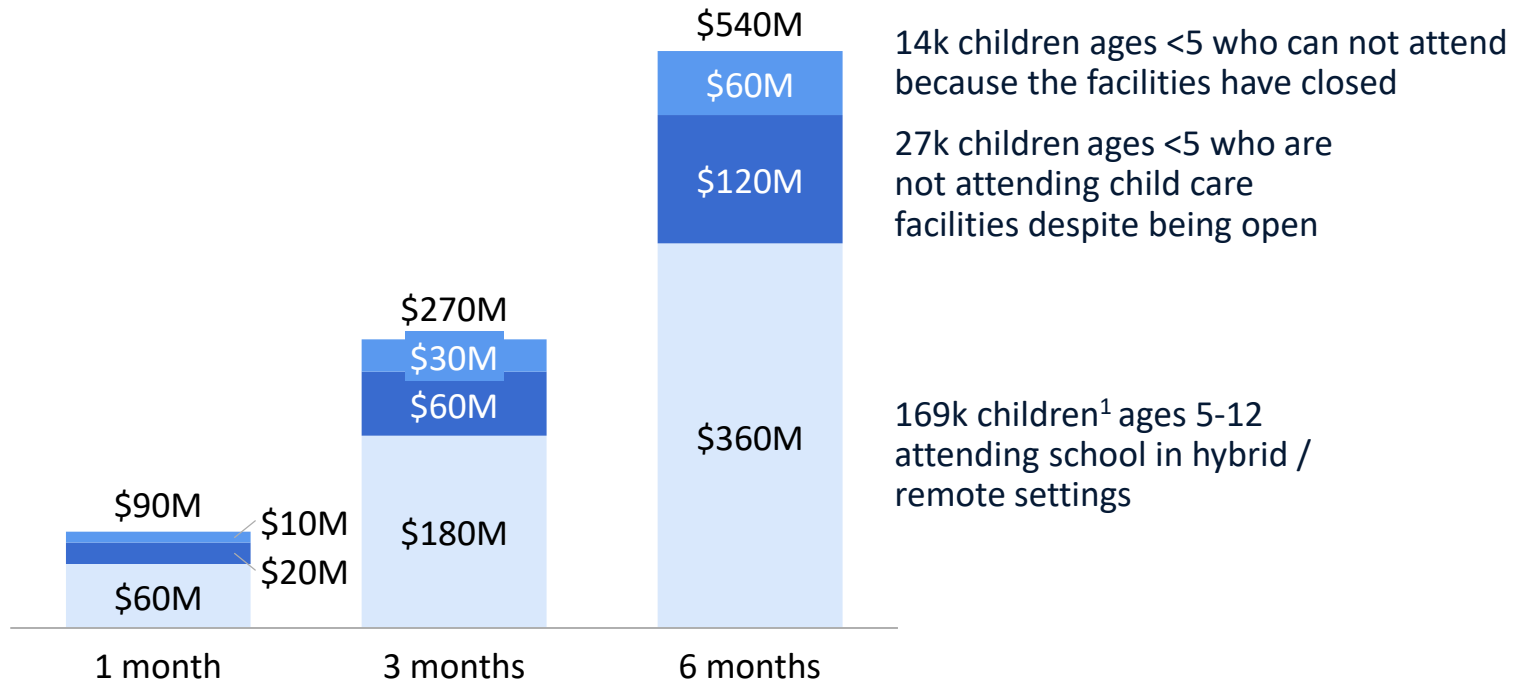 $540M
$60M
$120M
$360M
14k children ages <5 who can not attend
because the facilities have closed
27k children ages <5 who are
not attending child care
facilities despite being open
169k children¹ ages 5-12
attending school in hybrid /
remote settings
$270M
$30M
$60M
$180M
$90M
$10M
$20M
$60M
1 month
3 months
6 months